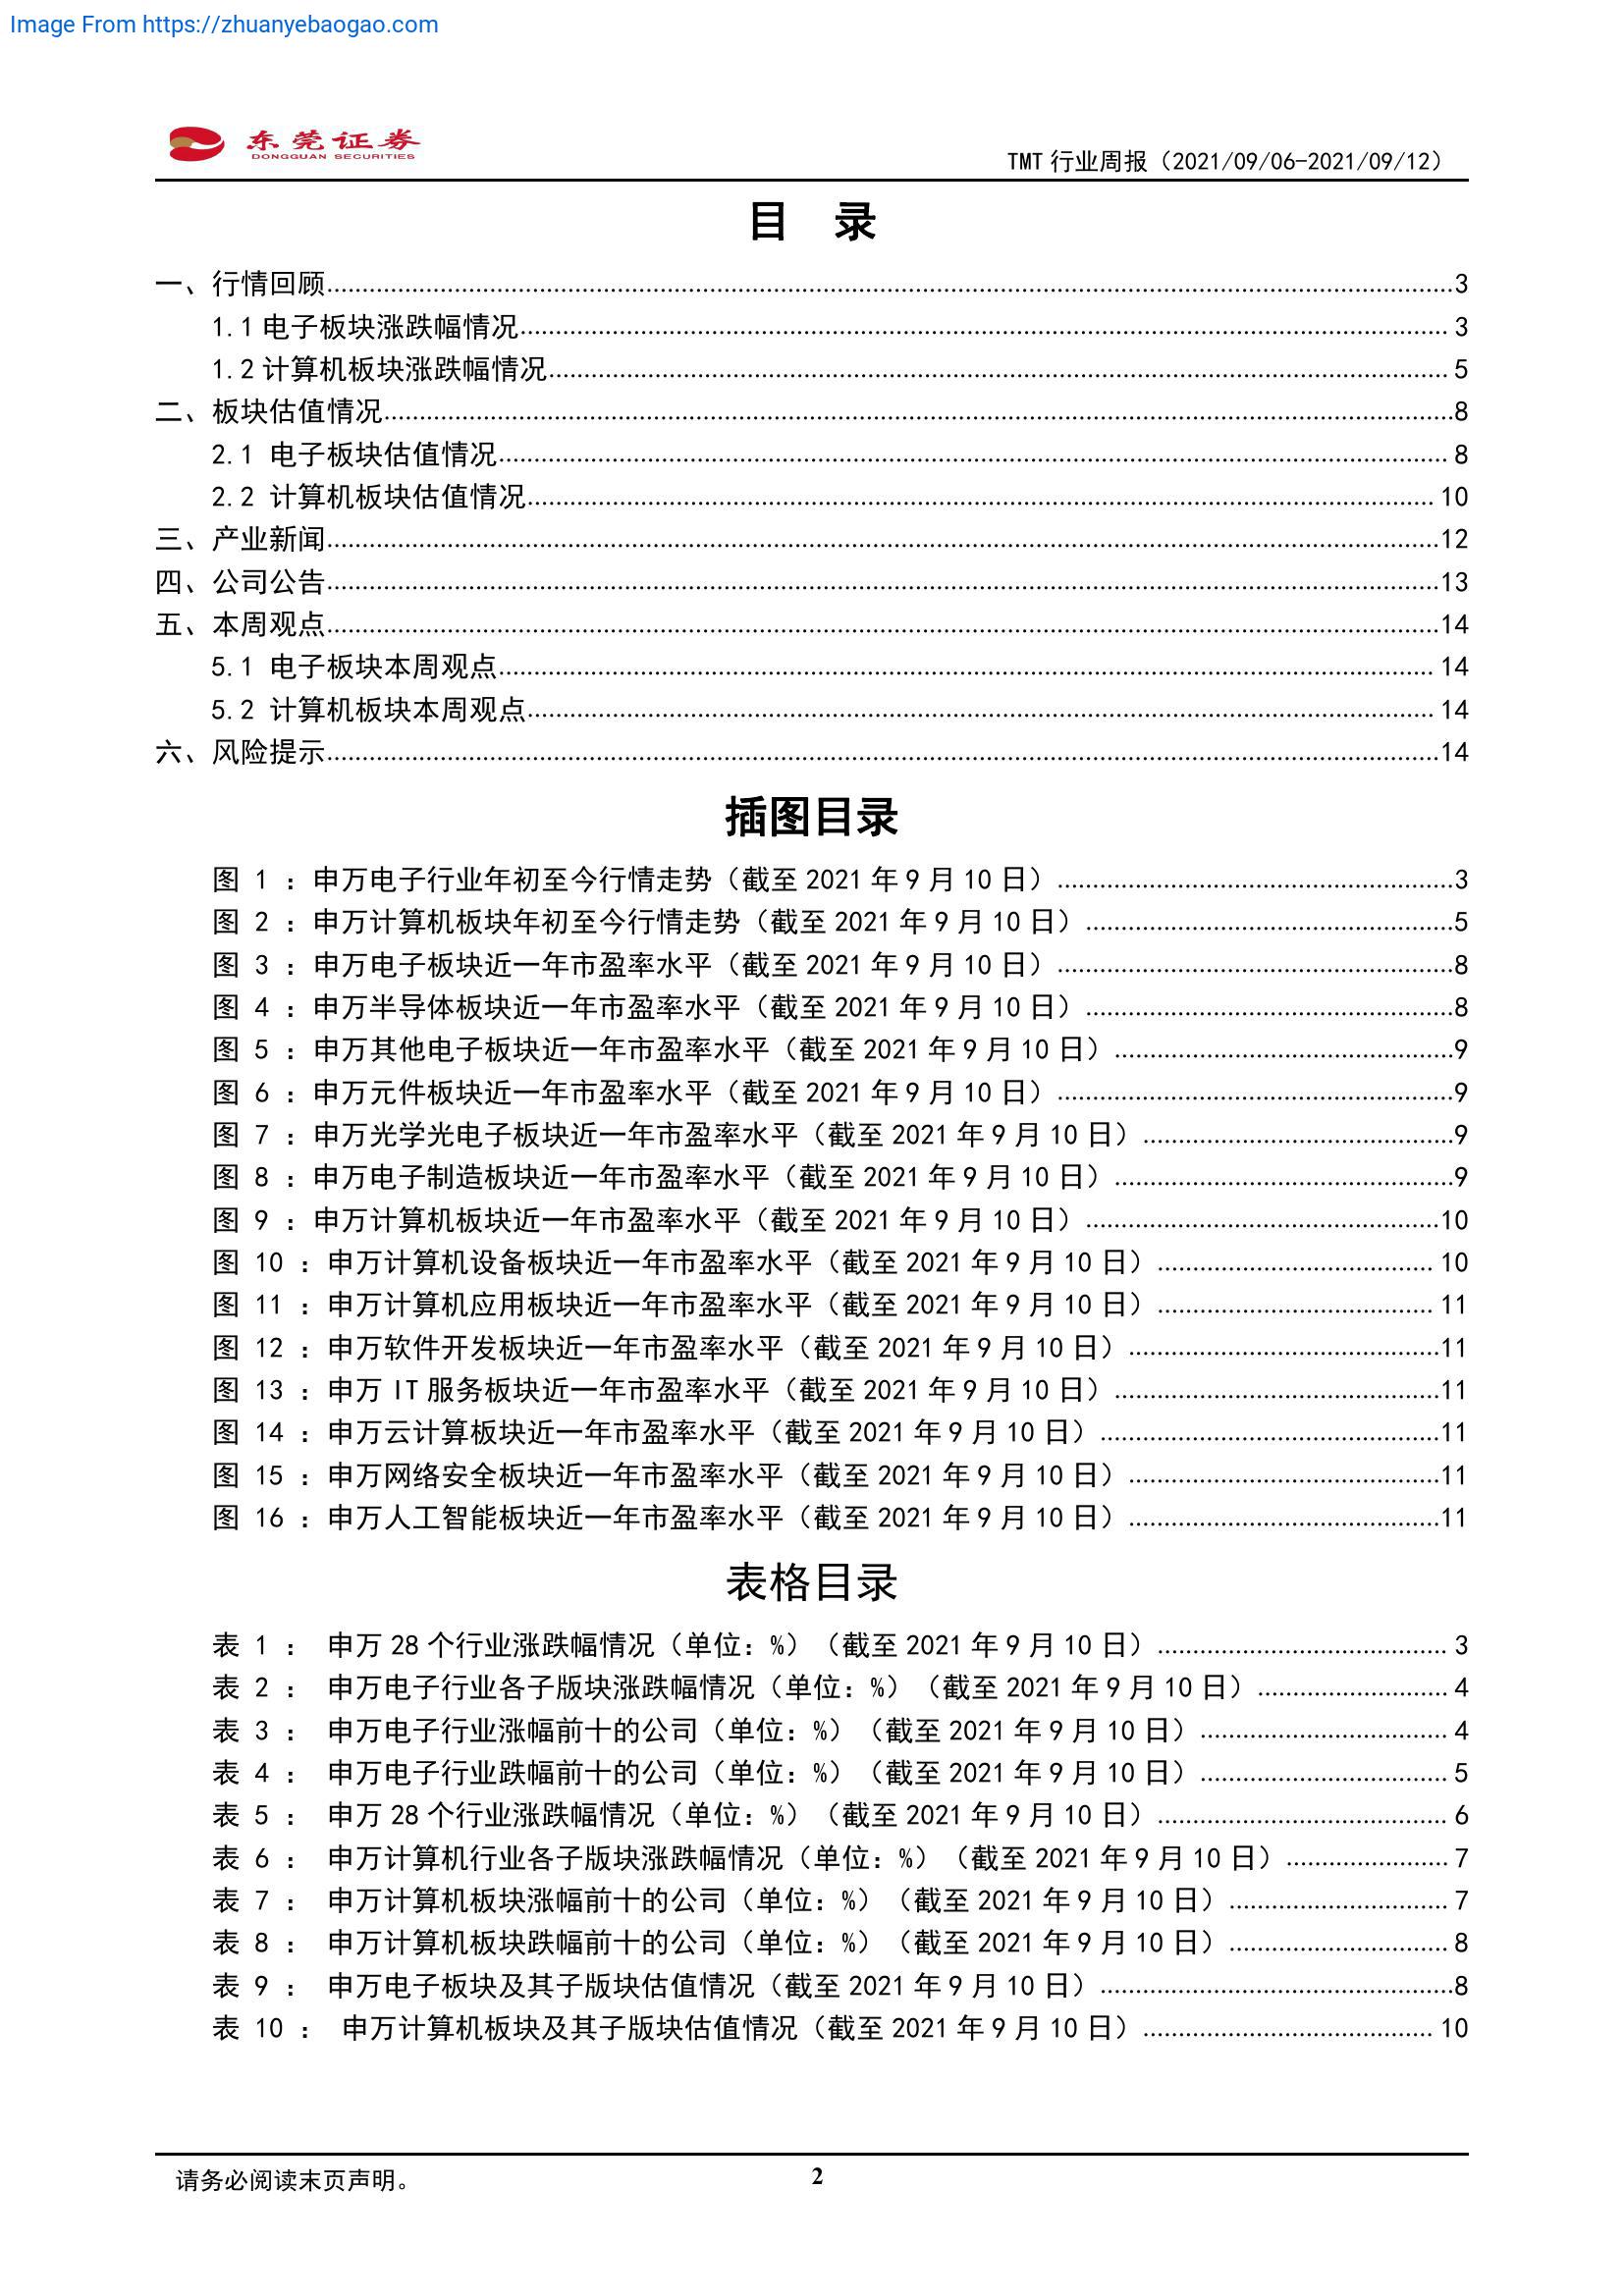 Image From https://zhuanyebaogao.com
东莞证券
DONGGUAN SECURITIES
TMT 行业周报（2021/09/06-2021/09/12）
目 录
一、行情回顾 3
1.1 电子板块涨跌幅情况 3
1.2 计算机板块涨跌幅情况 5
二、板块估值情况 8
2.1 电子板块估值情况 8
2.2 计算机板块估值情况 10
三、产业新闻 12
四、公司公告 13
五、本周观点 14
5.1 电子板块本周观点 14
5.2 计算机板块本周观点 14
六、风险提示 14
插图目录
图 1 ：申万电子行业年初至今行情走势（截至 2021 年 9 月 10 日） 3
图 2 ：申万计算机板块年初至今行情走势（截至 2021 年 9 月 10 日） 5
图 3 ：申万电子板块近一年市盈率水平（截至 2021 年 9 月 10 日） 8
图 4 ：申万半导体板块近一年市盈率水平（截至 2021 年 9 月 10 日） 8
图 5 ：申万其他电子板块近一年市盈率水平（截至 2021 年 9 月 10 日） 9
图 6 ：申万元件板块近一年市盈率水平（截至 2021 年 9 月 10 日） 9
图 7 ：申万光学光电子板块近一年市盈率水平（截至 2021 年 9 月 10 日） 9
图 8 ：申万电子制造板块近一年市盈率水平（截至 2021 年 9 月 10 日） 9
图 9 ：申万计算机板块近一年市盈率水平（截至 2021 年 9 月 10 日） 10
图 10 ：申万计算机设备板块近一年市盈率水平（截至 2021 年 9 月 10 日） 10
图 11 ：申万计算机应用板块近一年市盈率水平（截至 2021 年 9 月 10 日） 11
图 12 ：申万软件开发板块近一年市盈率水平（截至 2021 年 9 月 10 日） 11
图 13 ：申万 IT 服务板块近一年市盈率水平（截至 2021 年 9 月 10 日） 11
图 14 ：申万云计算板块近一年市盈率水平（截至 2021 年 9 月 10 日） 11
图 15 ：申万网络安全板块近一年市盈率水平（截至 2021 年 9 月 10 日） 11
图 16 ：申万人工智能板块近一年市盈率水平（截至 2021 年 9 月 10 日） 11
表格目录
表 1 ： 申万 28 个行业涨跌幅情况（单位：%）（截至 2021 年 9 月 10 日） 3
表 2 ： 申万电子行业各子版块涨跌幅情况（单位：%）（截至 2021 年 9 月 10 日） 4
表 3 ： 申万电子行业涨幅前十的公司（单位：%）（截至 2021 年 9 月 10 日） 4
表 4 ： 申万电子行业跌幅前十的公司（单位：%）（截至 2021 年 9 月 10 日） 5
表 5 ： 申万 28 个行业涨跌幅情况（单位：%）（截至 2021 年 9 月 10 日） 6
表 6 ： 申万计算机行业各子版块涨跌幅情况（单位：%）（截至 2021 年 9 月 10 日） 7
表 7 ： 申万计算机板块涨幅前十的公司（单位：%）（截至 2021 年 9 月 10 日） 7
表 8 ： 申万计算机板块跌幅前十的公司（单位：%）（截至 2021 年 9 月 10 日） 8
表 9 ： 申万电子板块及其子版块估值情况（截至 2021 年 9 月 10 日） 8
表 10 ： 申万计算机板块及其子版块估值情况（截至 2021 年 9 月 10 日） 10
请务必阅读末页声明。
2